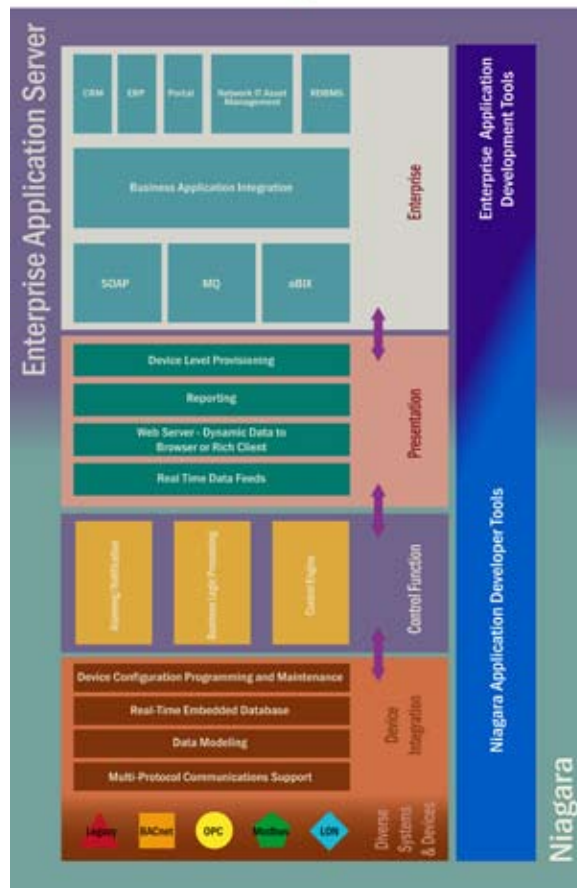 Enterprise Application Server
CRM
ERP
Portal
Network IT Asset
Management
RDBMS
Business Application Integration
SOAP
MQ
oBIX
Enterprise
Device Level Provisioning
Reporting
Web Server - Dynamic Data to
Browser or Rich Client
Real Time Data Feeds
Presentation
Alarming
Business Logic Processing
Control Engine
Control Function
Device Configuration Programming and Maintenance
Real-Time Embedded Database
Data Modeling
Multi-Protocol Communications Support
Device
Integration
Legacy
BACnet
OPC
Modbus
LON
Diverse
Systems
& Devices
Enterprise Application
Development Tools
Niagara Application Developer Tools
Niagara